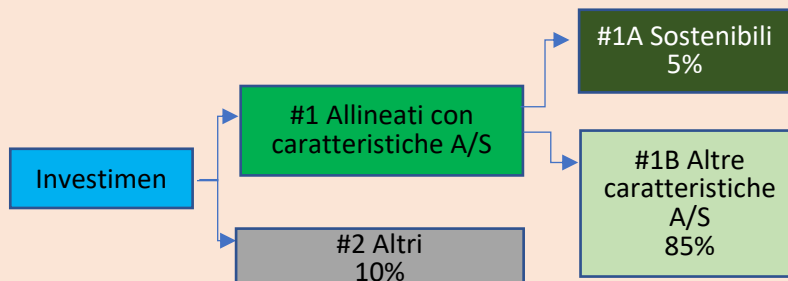 Investimen
#1 Allineati con
caratteristiche A/S
#2 Altri
10%
#1A Sostenibili
5%
#1B Altre
caratteristiche
A/S
85%